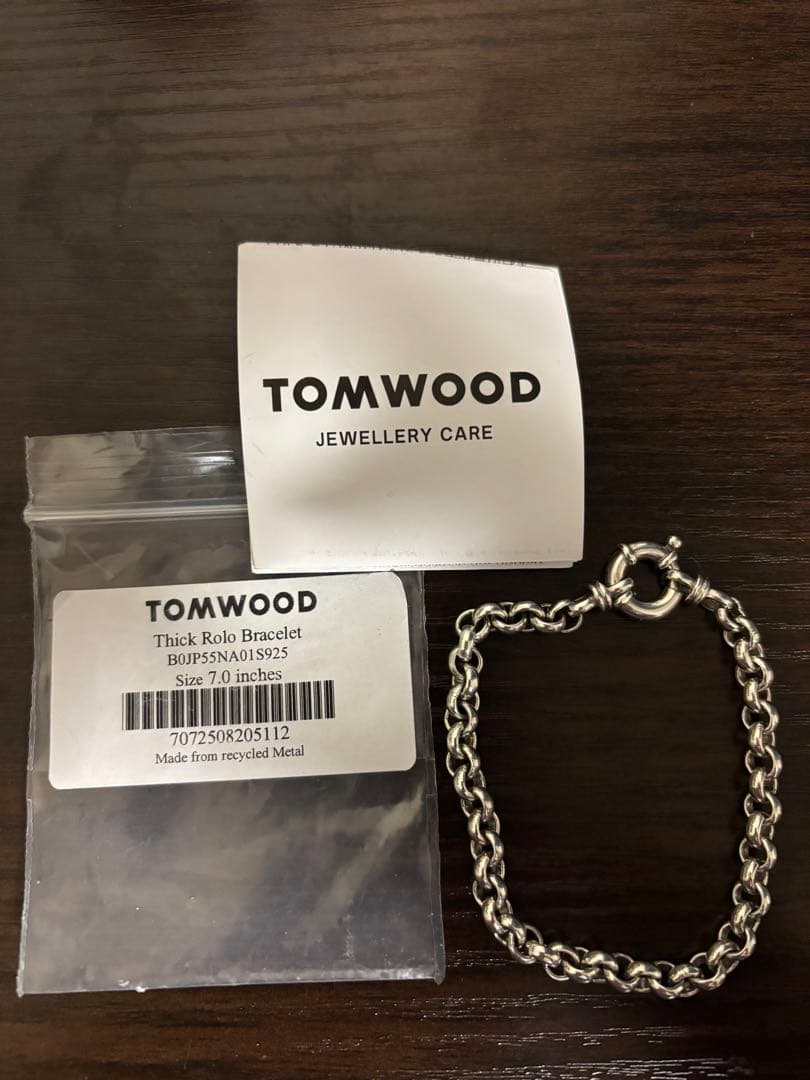 TOMWOOD
JEWELLERY CARE
TOMWOOD
Thick Rolo Bracelet
B0JP55NA01S925
Size 7.0 inches
7072508205112
Made from recycled Metal